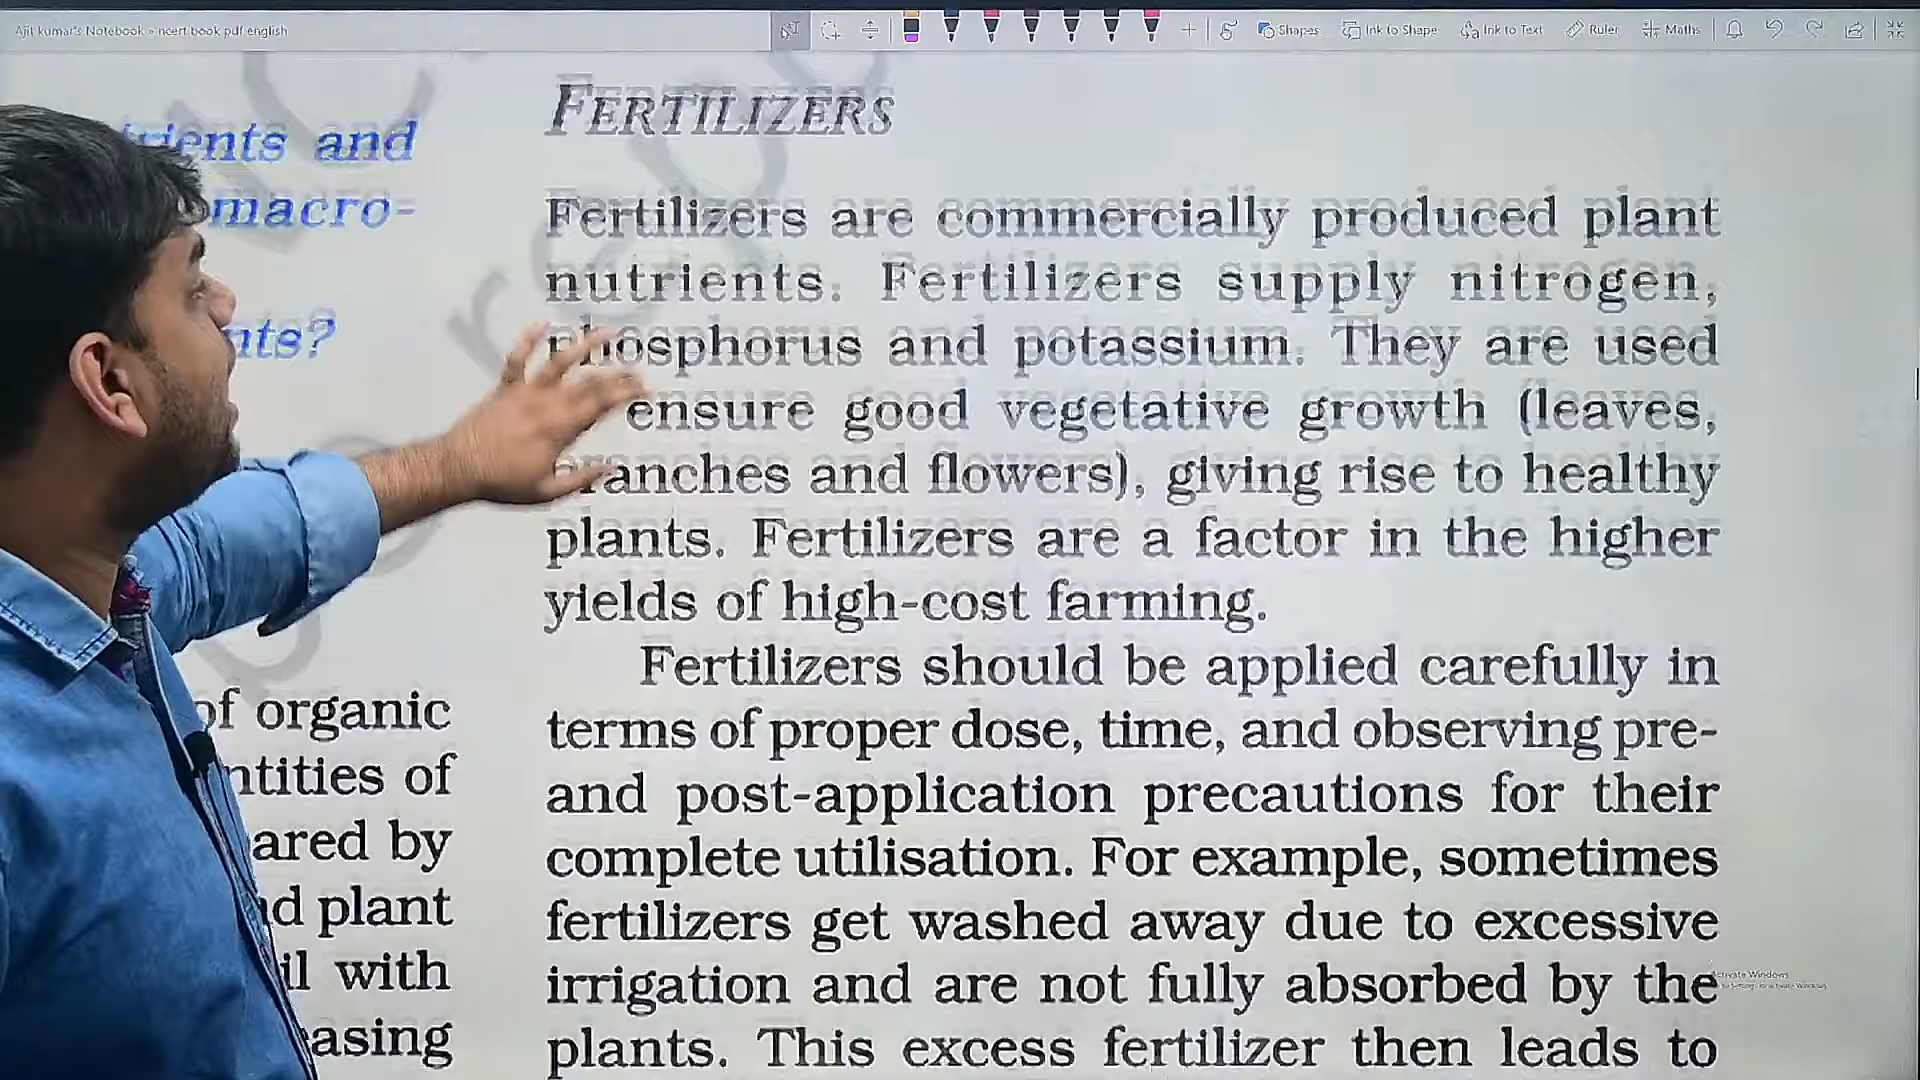 Ajit kumar's Notebook » ncert book pdf english
Shapes
Ink to Shape
Ink to Text
Ruler
Maths
and
macro-
FERTILIZERS
Fertilizers are commercially produced plant
nutrients. Fertilizers supply nitrogen,
phosphorus and potassium. They are used
ensure good vegetative growth (leaves,
branches and flowers), giving rise to healthy
plants. Fertilizers are a factor in the higher
yields of high-cost farming.
Fertilizers should be applied carefully in
terms of proper dose, time, and observing pre-
and post-application precautions for their
complete utilisation. For example, sometimes
fertilizers get washed away due to excessive
irrigation and are not fully absorbed by the
plants. This excess fertilizer then leads to
of organic
ntities of
ared by
d plant
il with
asing
Activate Windows